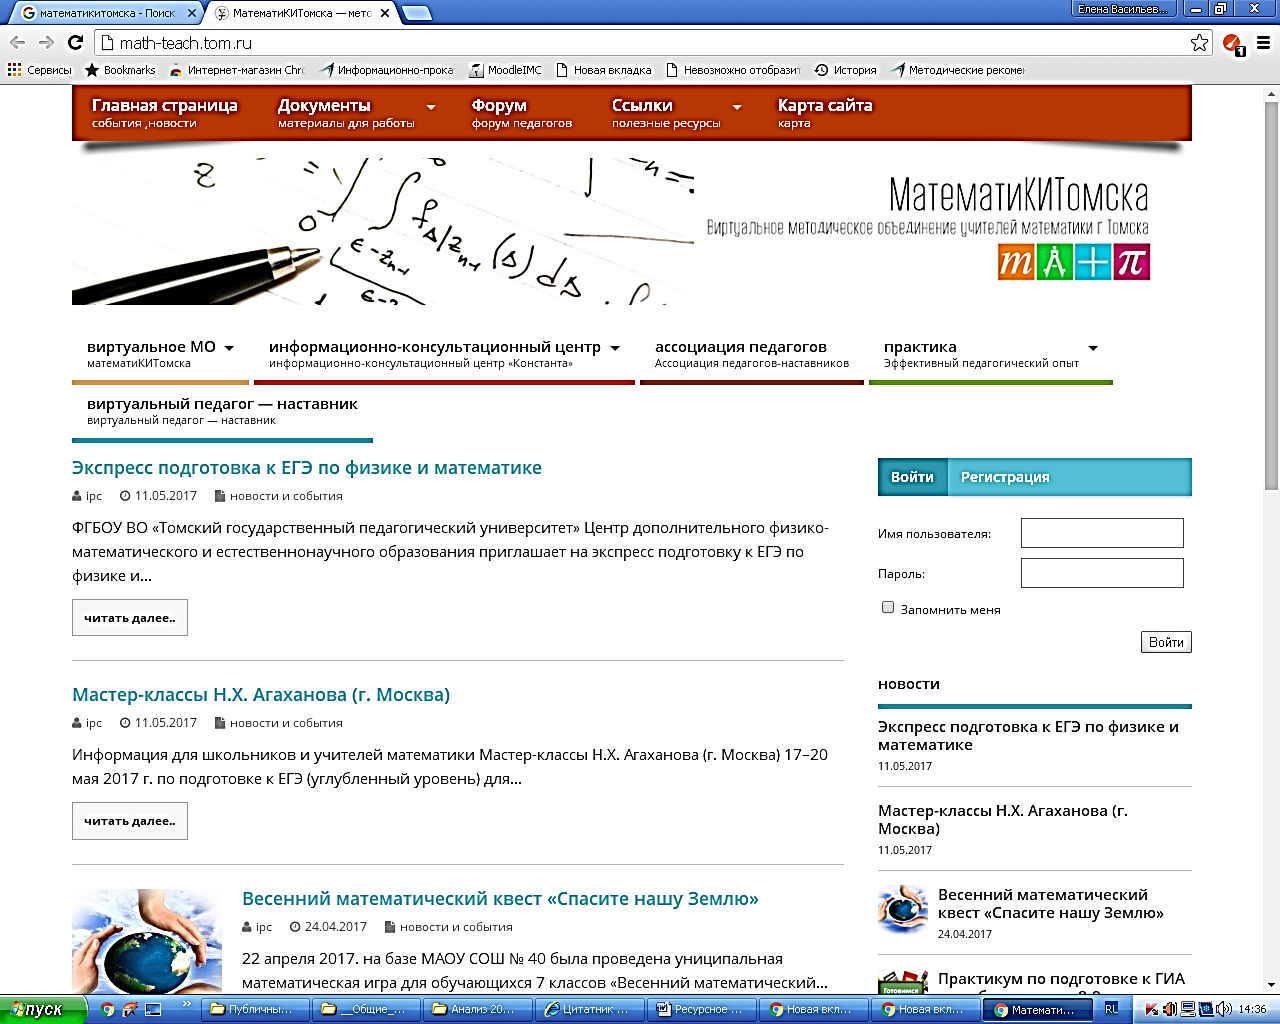 математикитомска - Поиск
МатематиКИТомска — мето
Елена Васильев...
math-teach.tom.ru
Сервисы
Bookmarks
Интернет-магазин Chro
Информационно-прока
MoodleIMC
Новая вкладка
Невозможно отобразит
История
Методические рекомен
Главная страница
события ,новости
Документы
материалы для работы
Форум
форум педагогов
Ссылки
полезные ресурсы
Карта сайта
карта
МатематиКИТомска
Виртуальное методическое объединение учителей математики г Томска
m A + π
виртуальное МО
математиКИТомска
информационно-консультационный центр
информационно-консультационный центр «Константа»
ассоциация педагогов
Ассоциация педагогов-наставников
практика
Эффективный педагогический опыт
виртуальный педагог — наставник
виртуальный педагог — наставник
Экспресс подготовка к ЕГЭ по физике и математике
ipc 11.05.2017 новости и события
ФГБОУ ВО «Томский государственный педагогический университет» Центр дополнительного физико-
математического и естественнонаучного образования приглашает на экспресс подготовку к ЕГЭ по
физике и...
читать далее..
Мастер-классы Н.Х. Агаханова (г. Москва)
ipc 11.05.2017 новости и события
Информация для школьников и учителей математики Мастер-классы Н.Х. Агаханова (г. Москва) 17–20
мая 2017 г. по подготовке к ЕГЭ (углубленный уровень) для...
читать далее..
Весенний математический квест «Спасите нашу Землю»
ipc 24.04.2017 новости и события
22 апреля 2017. на базе МАОУ СОШ № 40 была проведена униципальная
математическая игра для обучающихся 7 классов «Весенний математический...
Войти
Регистрация
Имя пользователя:
Пароль:
Запомнить меня
Войти
новости
Экспресс подготовка к ЕГЭ по физике и
математике
11.05.2017
Мастер-классы Н.Х. Агаханова (г.
Москва)
11.05.2017
Весенний математический
квест «Спасите нашу Землю»
24.04.2017
Практикум по подготовке к ГИА
пуск
Публичны...
__Общие_...
Анализ 20...
Цитатник ...
Ресурсное ...
Новая вкл...
Новая вкл...
Математи...
RL
14:36